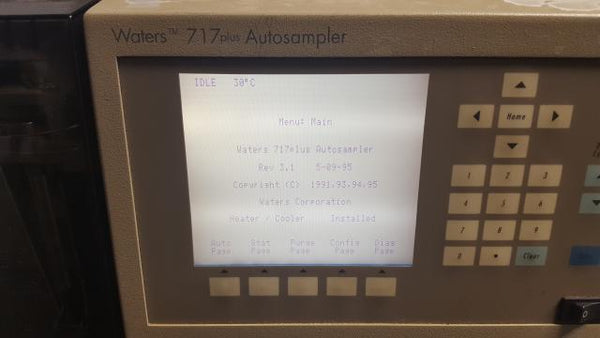 Waters™ 717plus Autosampler
IDLE 30°C
Menu: Main
Waters 717plus Autosampler
Rev 3.1 5-09-95
Copyright (C) 1991,93,94,95
Waters Corporation
Heater / Cooler Installed
Auto Page
Stat Page
Purge Page
Config Page
Diag Page
Home
1 2 3
4 5 6
7 8 9
0 • Clear